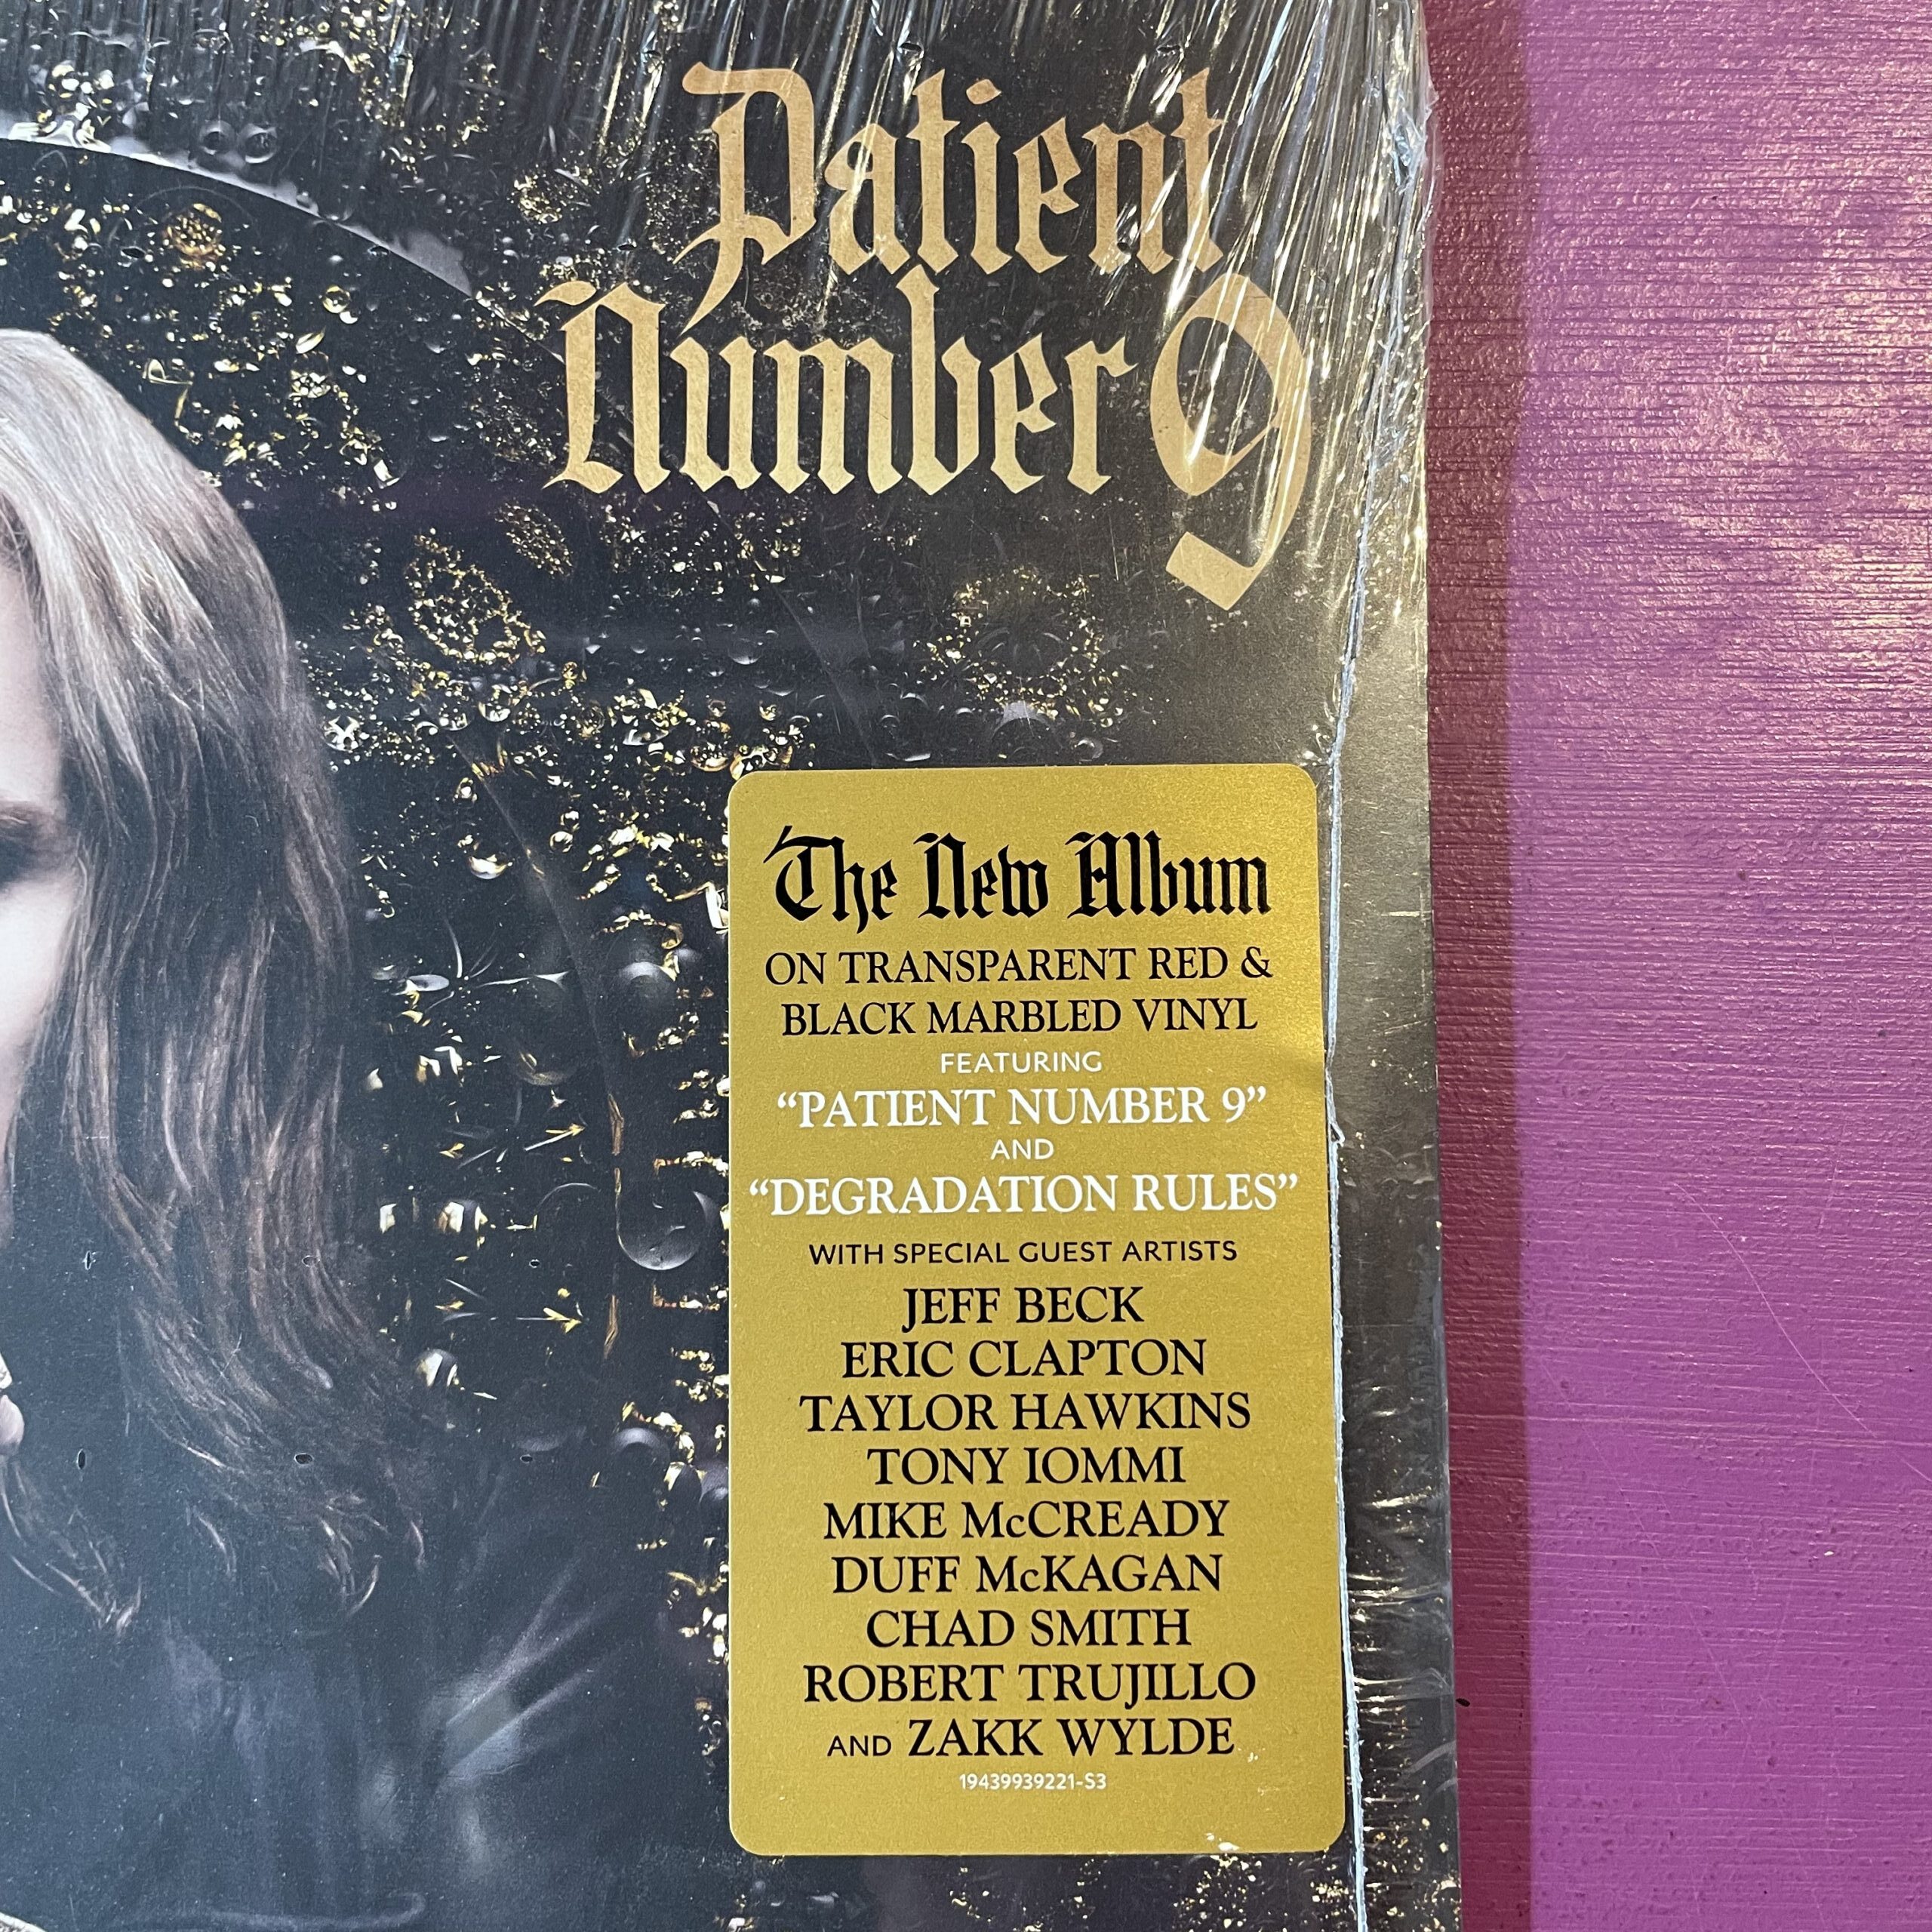 Patient
Number 9
The New Album
ON TRANSPARENT RED &
BLACK MARBLED VINYL
FEATURING
“PATIENT NUMBER 9”
AND
“DEGRADATION RULES”
WITH SPECIAL GUEST ARTISTS
JEFF BECK
ERIC CLAPTON
TAYLOR HAWKINS
TONY IOMMI
MIKE McCREADY
DUFF McKAGAN
CHAD SMITH
ROBERT TRUJILLO
AND ZAKK WYLDE
19439939221-S3